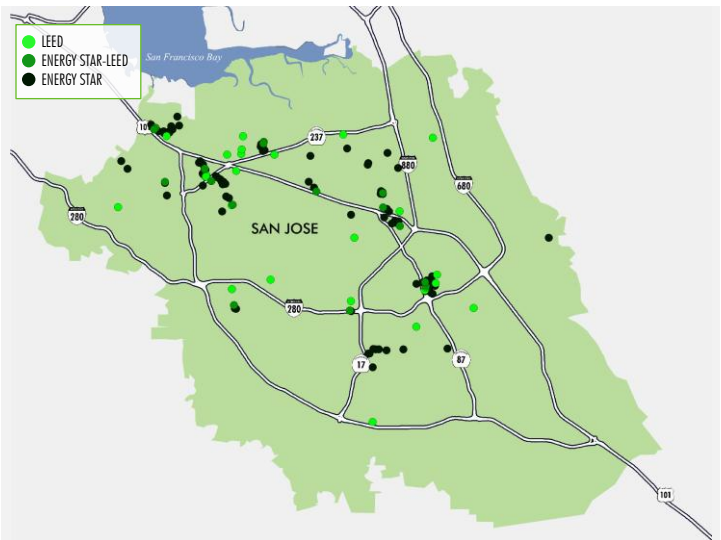 LEED
ENERGY STAR-LEED
ENERGY STAR
San Francisco Bay
10
237
880
680
280
SAN JOSE
280
17
87
101